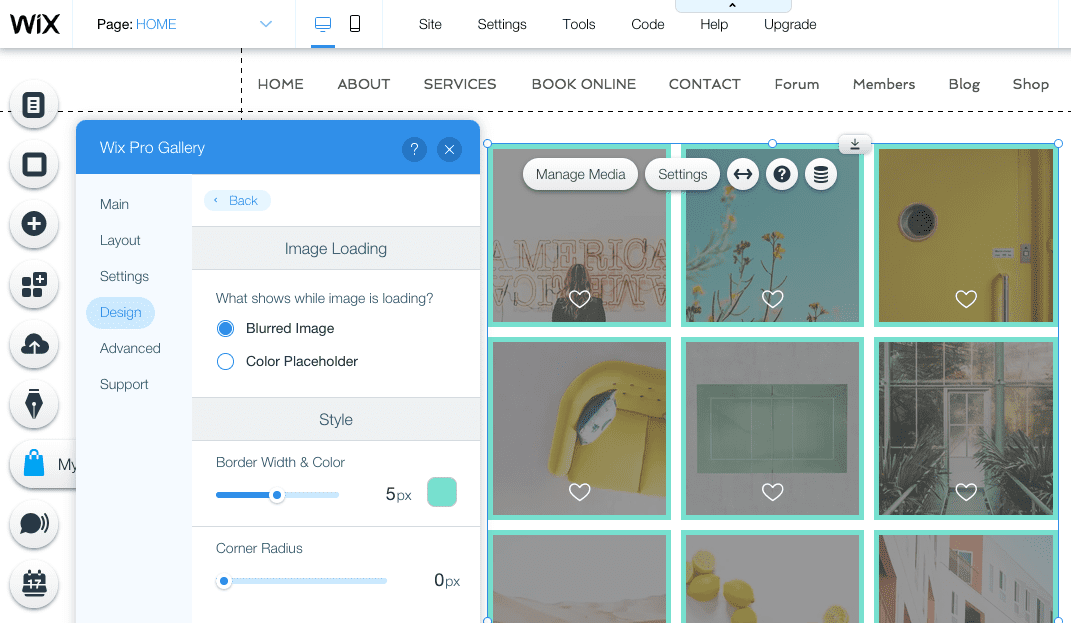 WiX Page: HOME Site Settings Tools Code Help Upgrade
HOME ABOUT SERVICES BOOK ONLINE CONTACT Forum Members Blog Shop
Wix Pro Gallery ?
Manage Media Settings ?
Main
Layout
Settings
Design
Advanced
Support
Back
Image Loading
What shows while image is loading?
Blurred Image
Color Placeholder
Style
Border Width & Color
5px
Corner Radius
0px
My
17
AMERICA